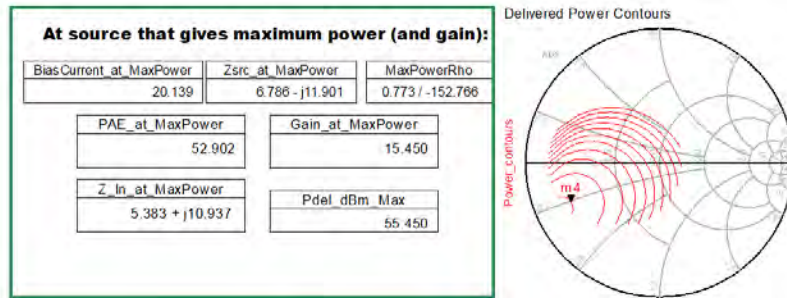 At source that gives maximum power (and gain):
BiasCurrent_at_MaxPower
20.139
Zsrc_at_MaxPower
6.786 - j11.901
MaxPowerRho
0.773 / -152.766
PAE_at_MaxPower
52.902
Gain_at_MaxPower
15.450
Z_In_at_MaxPower
5.383 + j10.937
Pdel_dBm_Max
55.450
Delivered Power Contours
Power_contours
m4